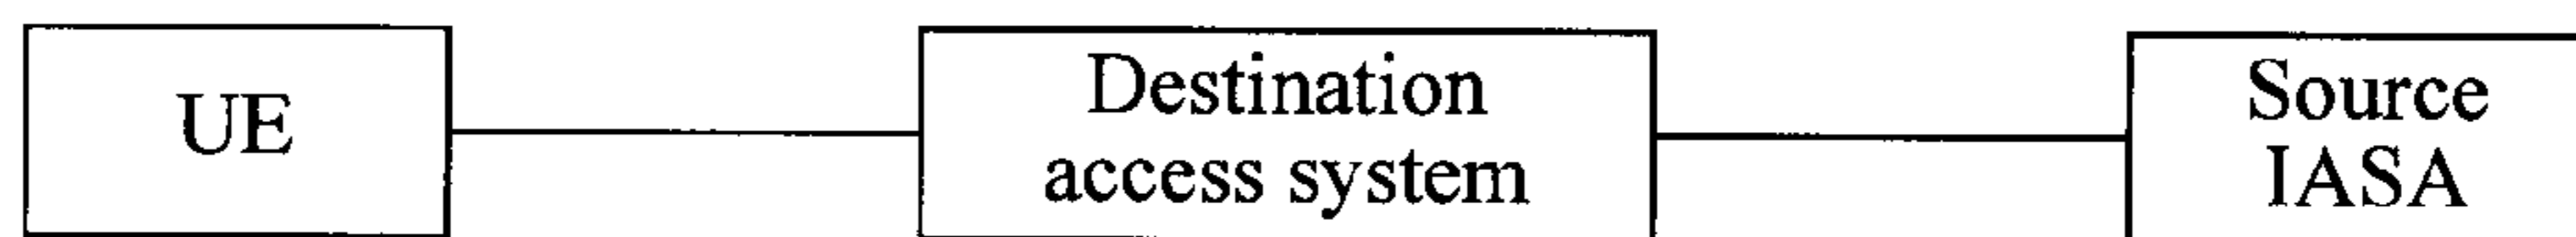 UE
Destination
access system
Source
IASA